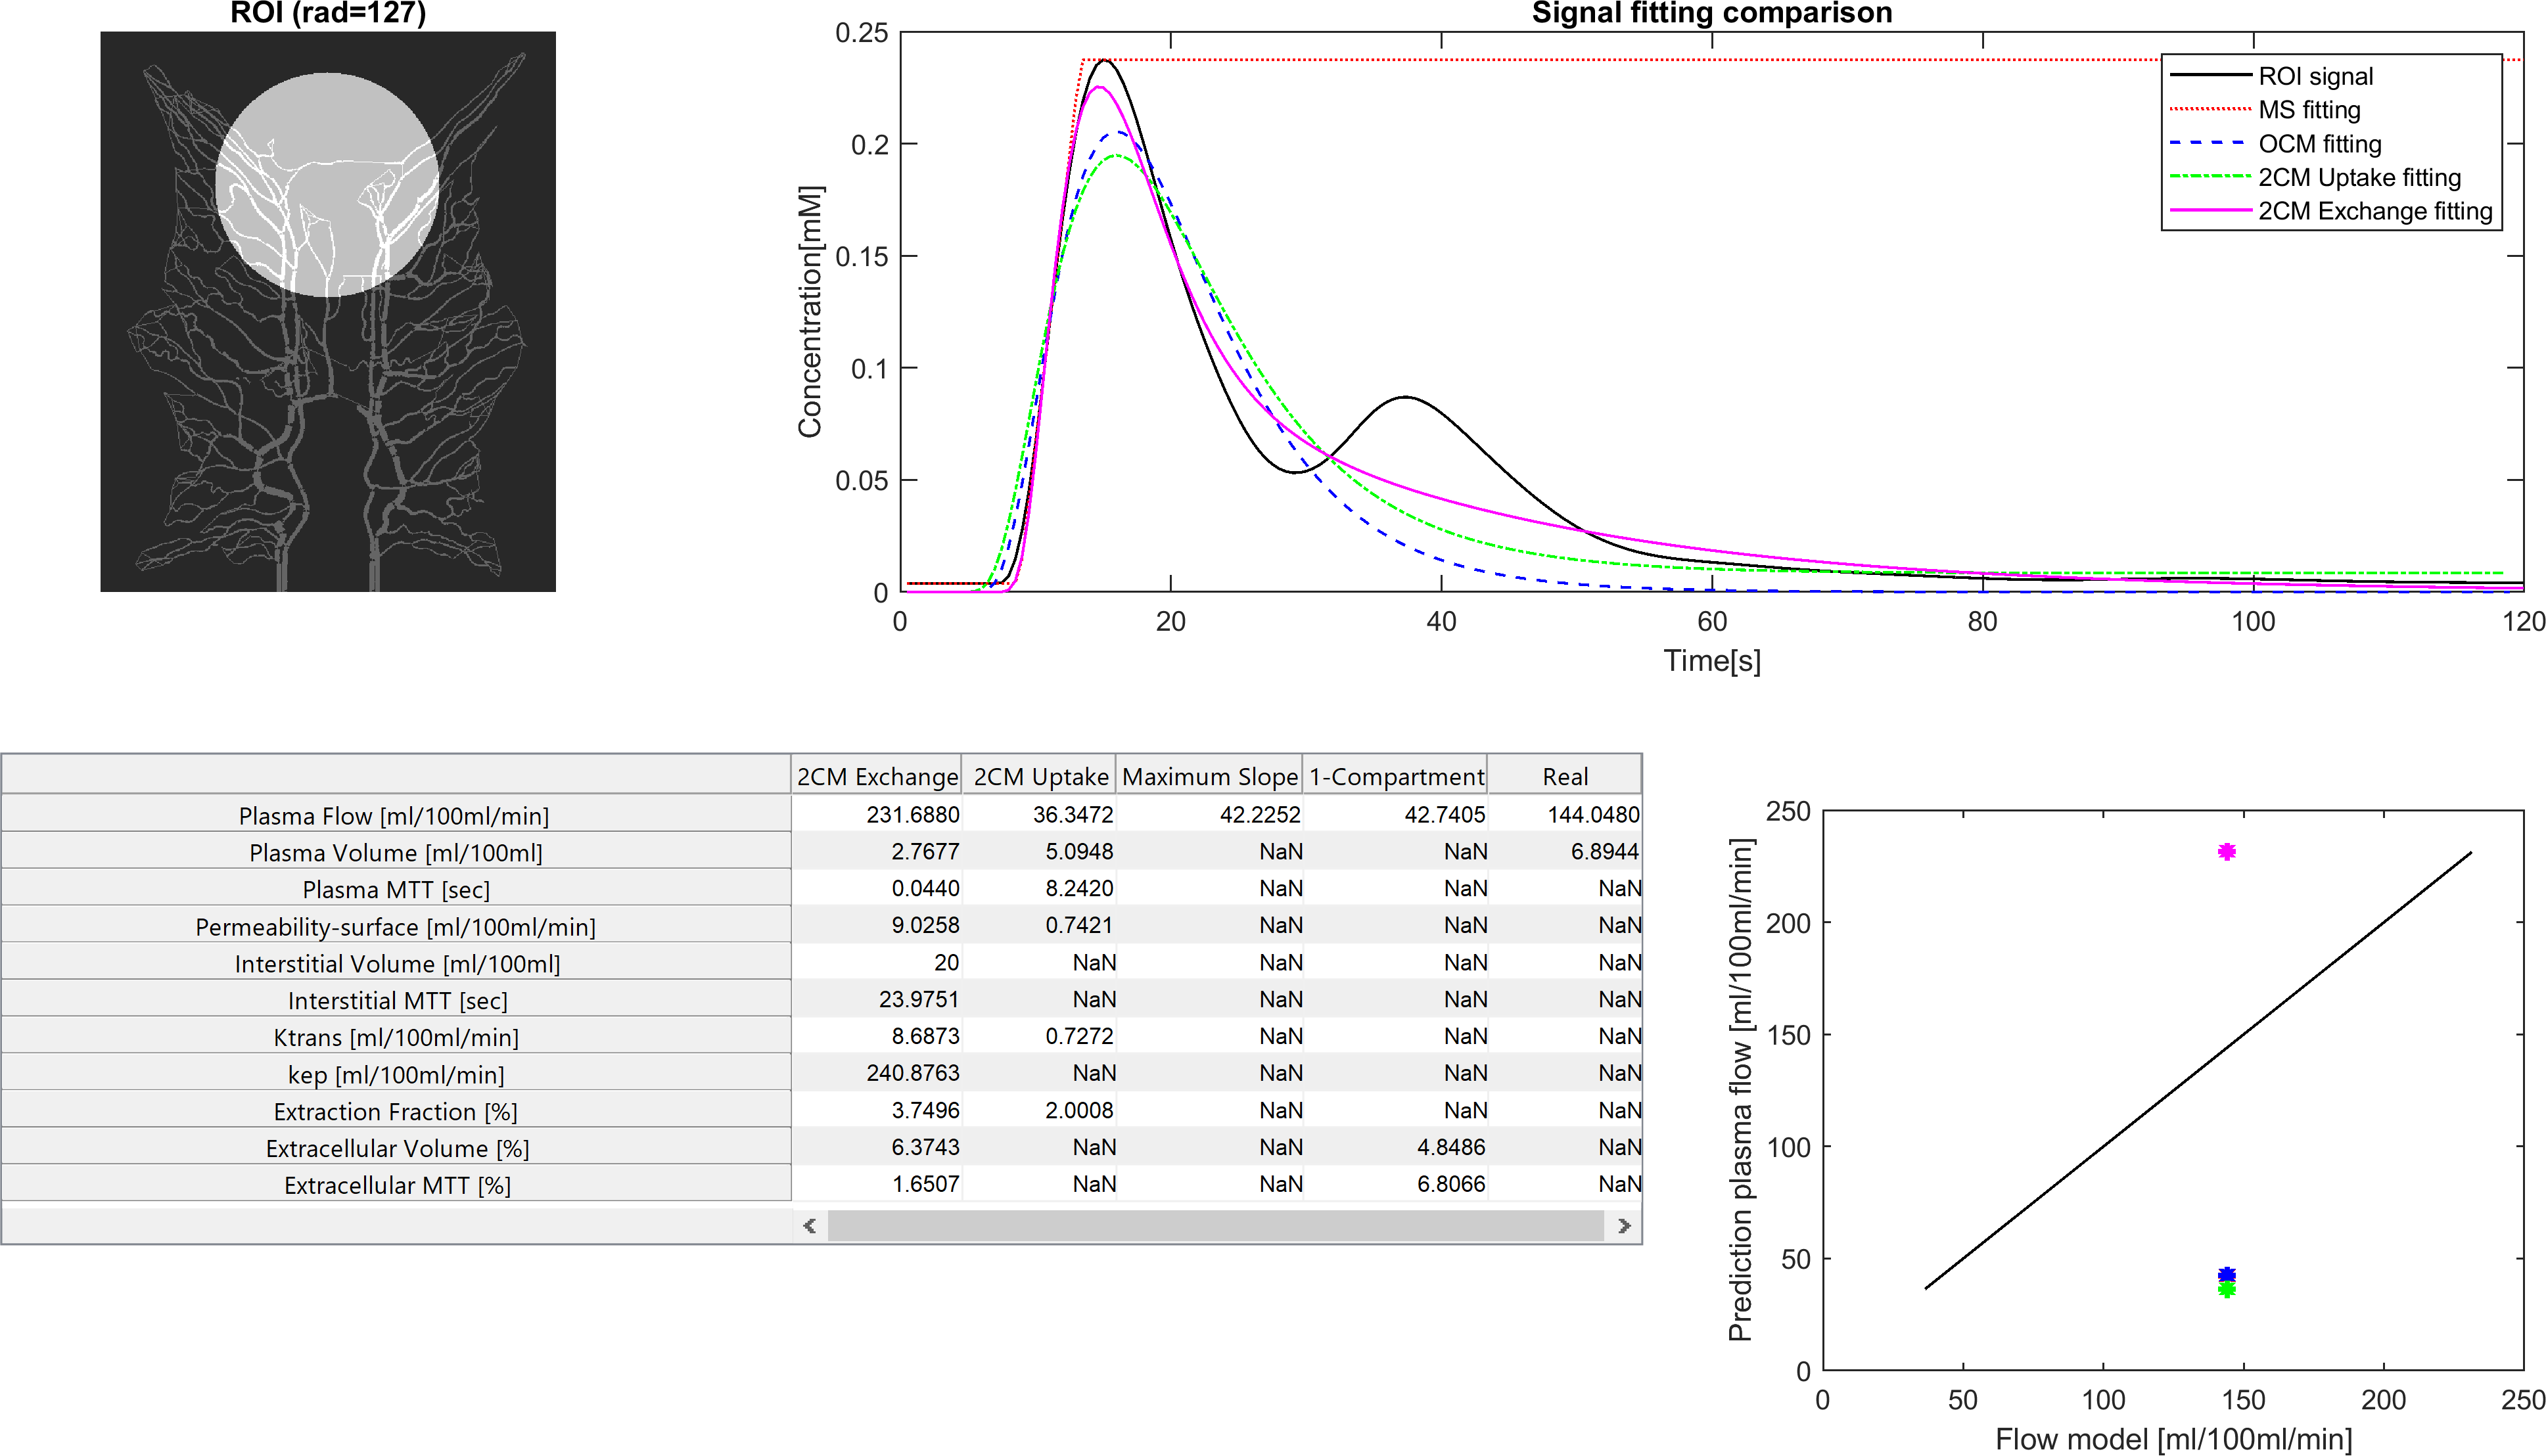 ROI (rad=127)
Signal fitting comparison
0.25
0.2
0.15
0.1
0.05
0
Concentration[mM]
0 20 40 60 80 100 120
Time[s]
ROI signal
MS fitting
OCM fitting
2CM Uptake fitting
2CM Exchange fitting
2CM Exchange 2CM Uptake Maximum Slope 1-Compartment Real
Plasma Flow [ml/100ml/min] 231.6880 36.3472 42.2252 42.7405 144.0480
Plasma Volume [ml/100ml] 2.7677 5.0948 NaN NaN 6.8944
Plasma MTT [sec] 0.0440 8.2420 NaN NaN NaN
Permeability-surface [ml/100ml/min] 9.0258 0.7421 NaN NaN NaN
Interstitial Volume [ml/100ml] 20 NaN NaN NaN NaN
Interstitial MTT [sec] 23.9751 NaN NaN NaN NaN
Ktrans [ml/100ml/min] 8.6873 0.7272 NaN NaN NaN
kep [ml/100ml/min] 240.8763 NaN NaN NaN NaN
Extraction Fraction [%] 3.7496 2.0008 NaN NaN NaN
Extracellular Volume [%] 6.3743 NaN NaN 4.8486 NaN
Extracellular MTT [%] 1.6507 NaN NaN 6.8066 NaN
250
200
150
100
50
0
Prediction plasma flow [ml/100ml/min]
0 50 100 150 200 250
Flow model [ml/100ml/min]